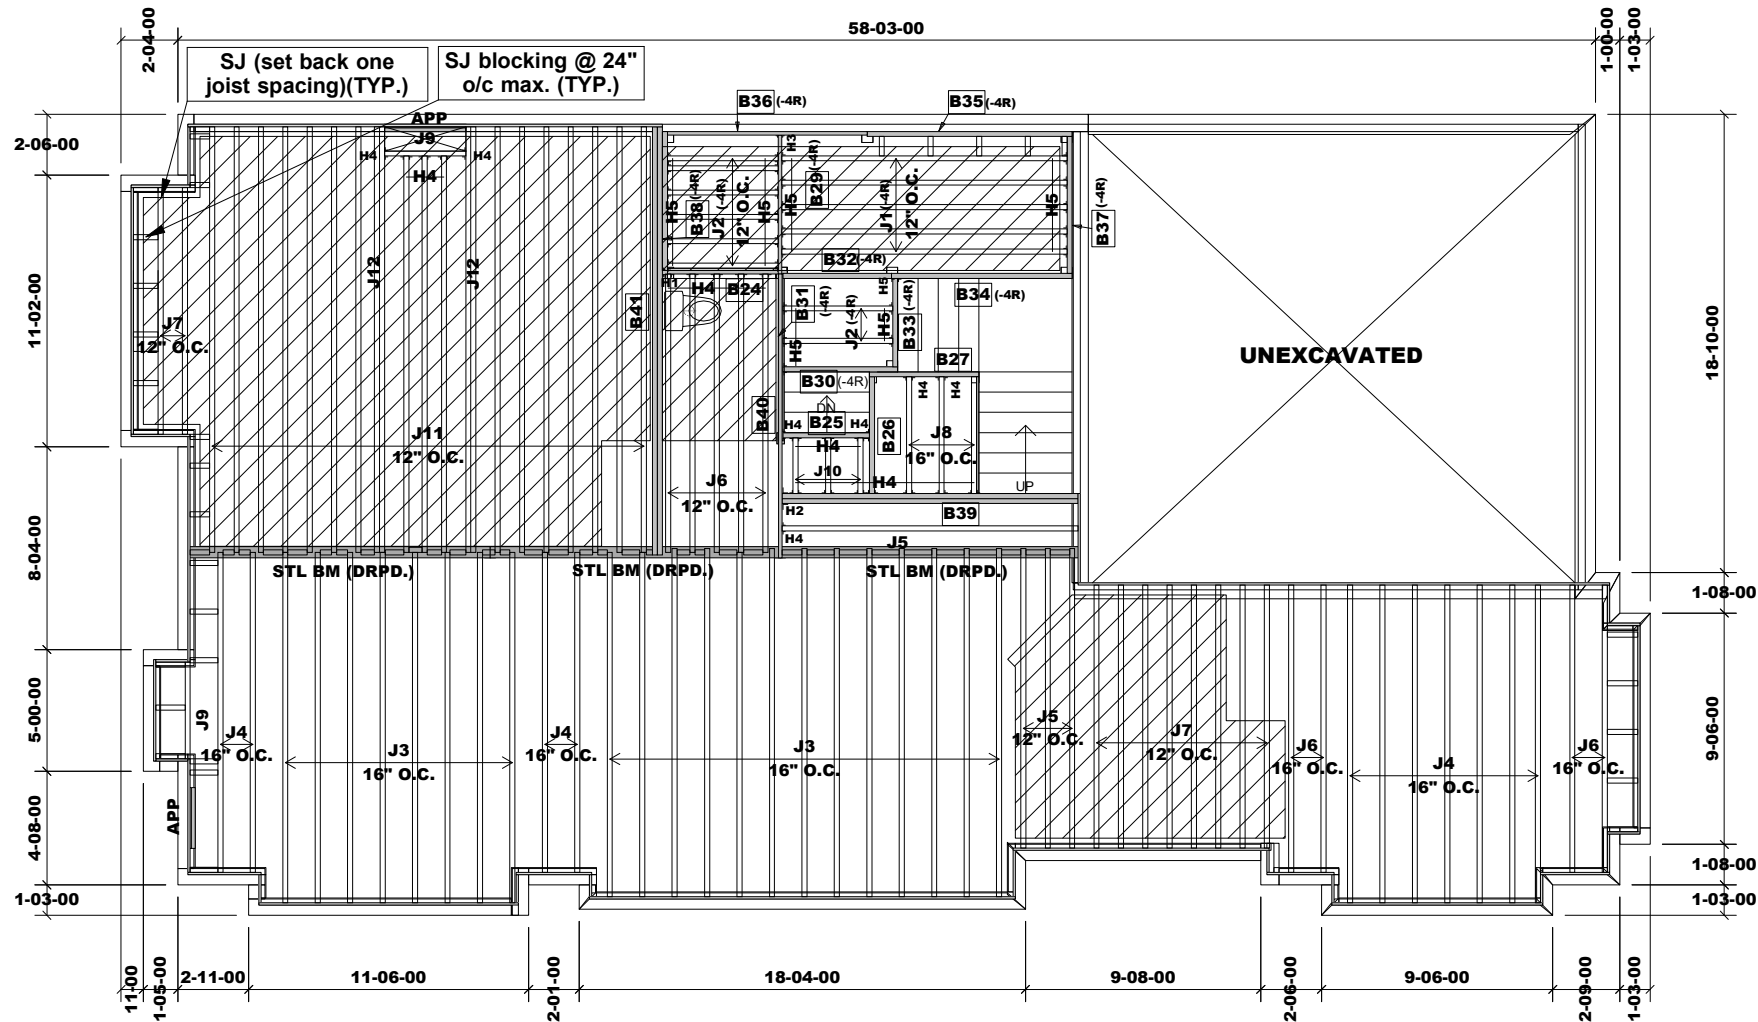 58-03-00
2-04-00
1-00-00
1-03-00
SJ (set back one
joist spacing)(TYP.)
SJ blocking @ 24"
o/c max. (TYP.)
B36 (-4R)
B35 (-4R)
APP
J9
H4
H4
H4
2-06-00
H3
B29 (-4R)
H5
B38 (-4R)
J2 (-4R)
12" O.C.
H5
H5
J1 (-4R)
12" O.C.
H5
B37 (-4R)
B32 (-4R)
J12
J12
11-02-00
H1
H4
B24
B41
B31 (-4R)
H5
J2 (-4R)
H5
H5
B33 (-4R)
B34 (-4R)
J7
12" O.C.
B27
UNEXCAVATED
18-10-00
B30 (-4R)
DN
B40
H4
B25
H4
H4
H4
B26
J11
12" O.C.
H4
J10
J8
16" O.C.
H4
J6
12" O.C.
UP
H2
B39
H4
J5
8-04-00
STL BM (DRPD.)
STL BM (DRPD.)
STL BM (DRPD.)
1-08-00
5-00-00
J9
J4
16" O.C.
J3
16" O.C.
J4
16" O.C.
J3
16" O.C.
J5
12" O.C.
J7
12" O.C.
J6
16" O.C.
J4
16" O.C.
J6
16" O.C.
9-06-00
APP
4-08-00
1-08-00
1-03-00
1-03-00
11-00
1-05-00
2-11-00
11-06-00
2-01-00
18-04-00
9-08-00
2-06-00
9-06-00
2-09-00
1-03-00